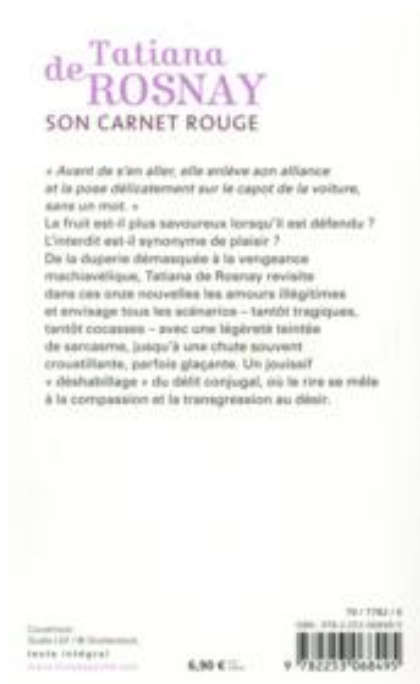 Tatiana
de ROSNAY
SON CARNET ROUGE
« Avant de s'en aller, elle enlève son alliance
et la pose délicatement sur le capot de la voiture,
sans un mot. »
Le fruit est-il plus savoureux lorsqu'il est défendu ?
L'interdit est-il synonyme de plaisir ?
De la duperie démasquée à la vengeance
machiavélique, Tatiana de Rosnay revisite
dans ces onze nouvelles les amours illégitimes
et envisage tous les scénarios – tantôt tragiques,
tantôt cocasses – avec une légèreté teintée
de sarcasme, jusqu'à une chute souvent
croustillante, parfois glaçante. Un jouissif
« déshabillage » du délit conjugal, où le rire se mêle
à la compassion et la transgression au désir.
texte intégral
6,90 €
9 782253 068495